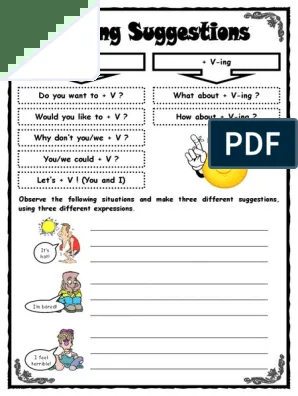 ng Suggestions
+ V-ing
Do you want to + V ?
What about + V-ing ?
Would you like to + V ?
How about + V-ing ?
Why don't you/we + V ?
You/we could + V ?
Let's + V ! (You and I)
PDF
Observe the following situations and make three different suggestions,
using three different expressions.
It's
hot!
I'm bored!
I feel
terrible!